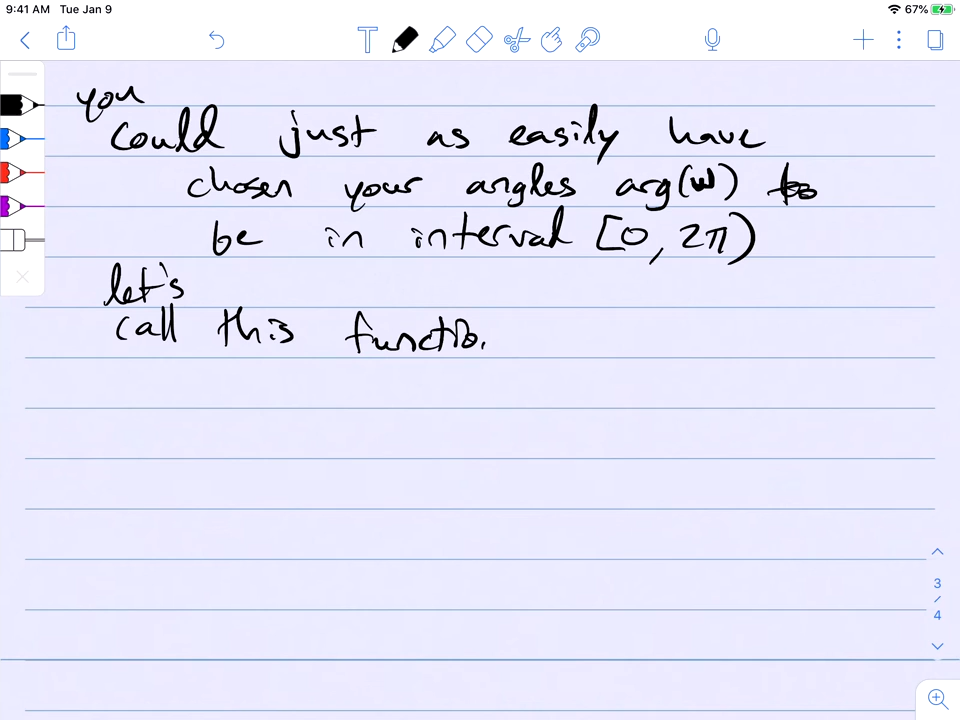 9:41 AM Tue Jan 9
67%
T
you
could just as easily have
chosen your angles arg(w) to
be in interval [0, 2π)
let's
call this functio
3
/
4